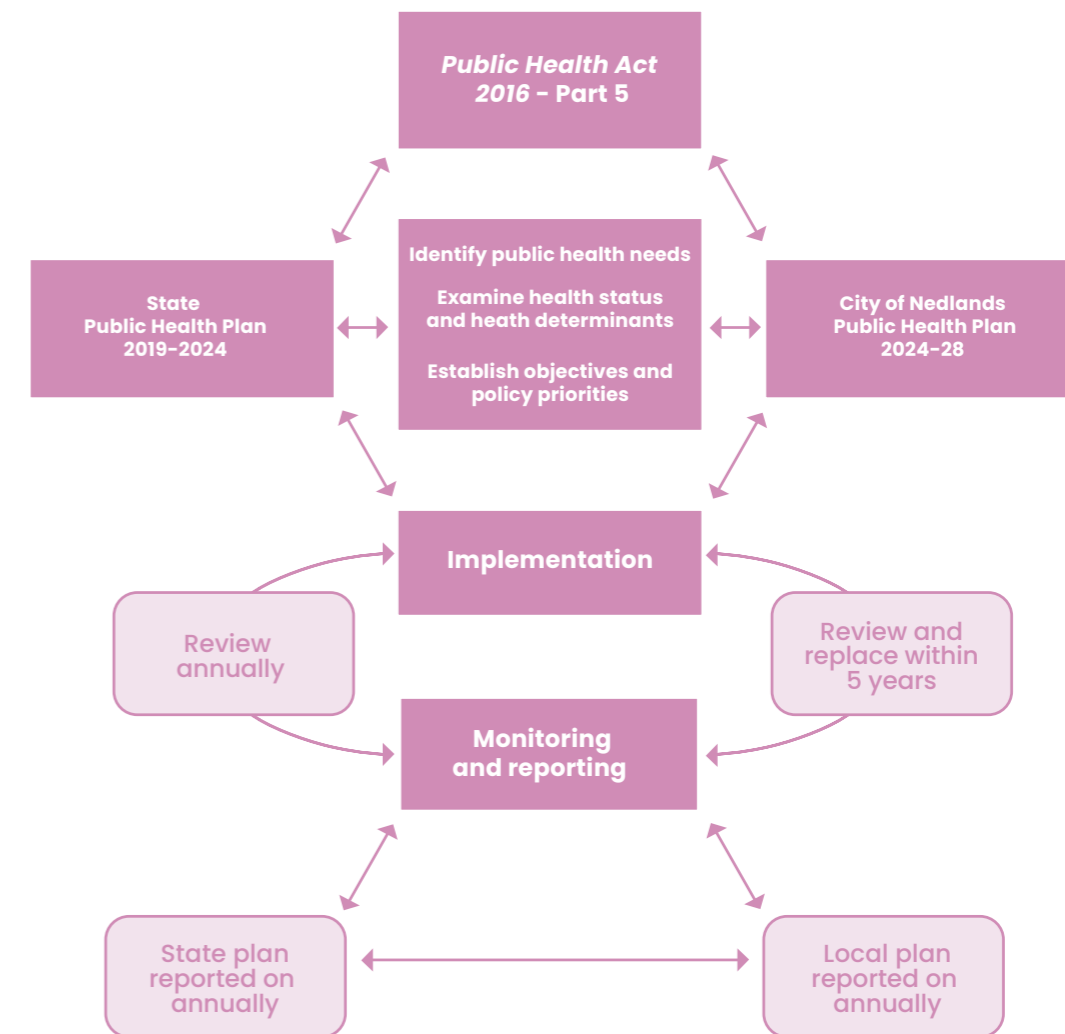 Public Health Act
2016 - Part 5
Identify public health needs
Examine health status
and heath determinants
Establish objectives and
policy priorities
State
Public Health Plan
2019-2024
City of Nedlands
Public Health Plan
2024-28
Implementation
Review
annually
Review and
replace within
5 years
Monitoring
and reporting
State plan
reported on
annually
Local plan
reported on
annually